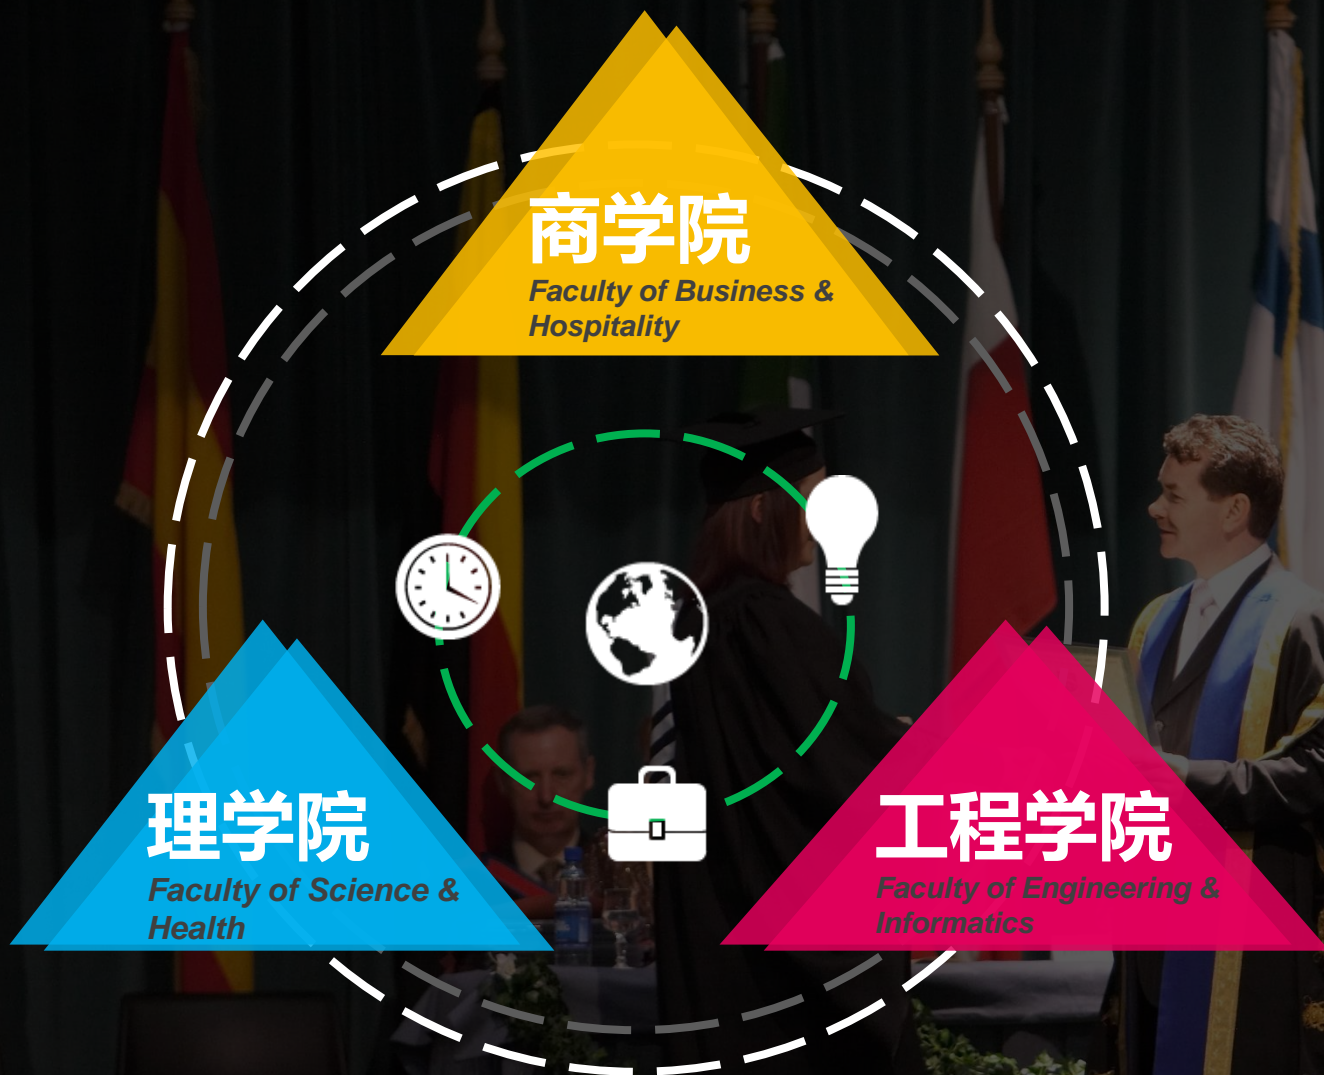 商学院
Faculty of Business &
Hospitality
理学院
Faculty of Science &
Health
工程学院
Faculty of Engineering &
Informatics